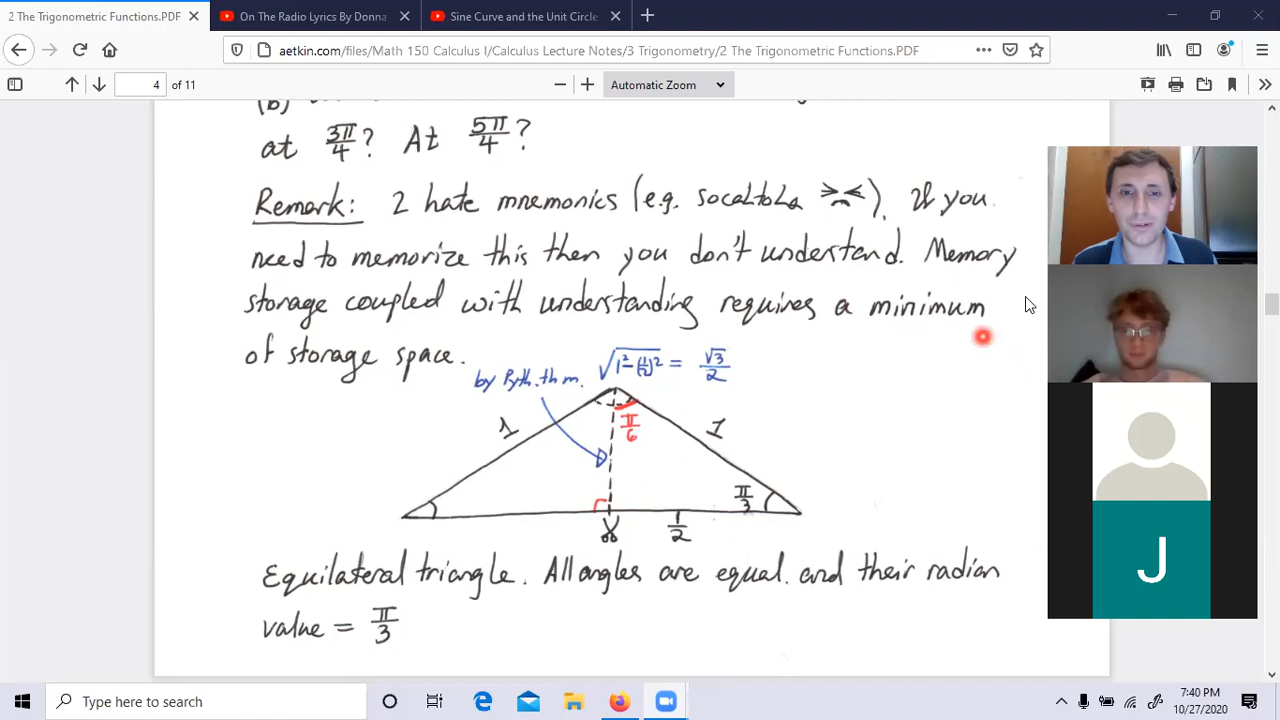 2 The Trigonometric Functions.PDF
On The Radio Lyrics By Donna
Sine Curve and the Unit Circle
aetkin.com/files/Math 150 Calculus I/Calculus Lecture Notes/3 Trigonometry/2 The Trigonometric Functions.PDF
4 of 11
Automatic Zoom
(b)
at 3π/4? At 5π/4?
Remark: I hate mnemonics (e.g. socahtoha). If you
need to memorize this then you don't understand. Memory
storage coupled with understanding requires a minimum
of storage space.
by Pyth. thm. √1²-(1/2)² = √3/2
π/6
1
1
π/3
1/2
Equilateral triangle. All angles are equal. and their radian
value = π/3
J
Type here to search
7:40 PM
10/27/2020